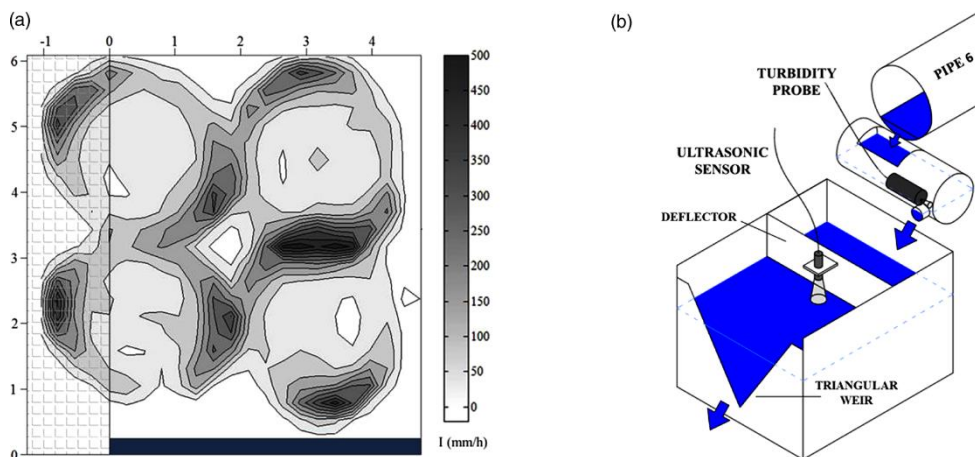 (a)
-1 0 1 2 3 4
6
5
4
3
2
1
0
500
450
400
350
300
250
200
150
100
50
0
I (mm/h)
(b)
PIPE 6
TURBIDITY
PROBE
ULTRASONIC
SENSOR
DEFLECTOR
TRIANGULAR
WEIR